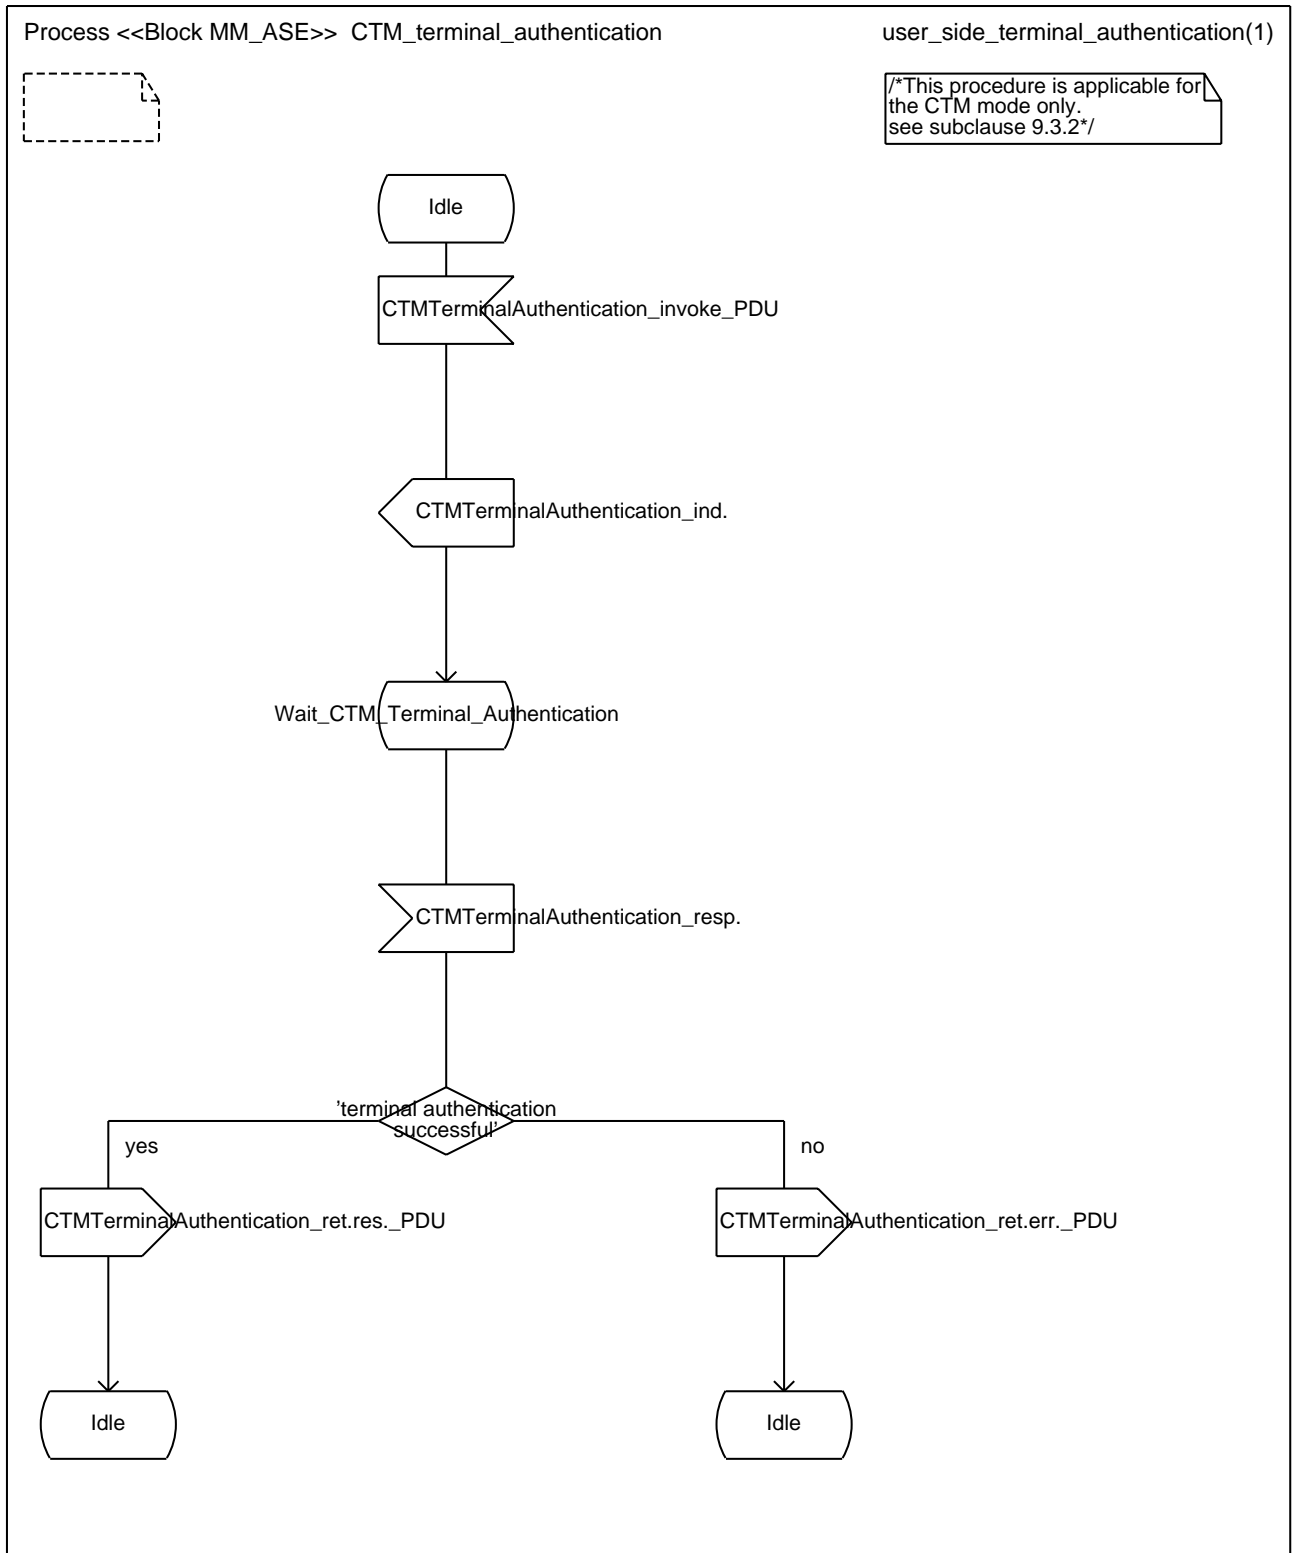 Process <<Block MM_ASE>> CTM_terminal_authentication
user_side_terminal_authentication(1)
/*This procedure is applicable for
the CTM mode only.
see subclause 9.3.2*/
Idle
CTMTerminalAuthentication_invoke_PDU
CTMTerminalAuthentication_ind.
Wait_CTM_Terminal_Authentication
CTMTerminalAuthentication_resp.
'terminal authentication
successful'
yes
no
CTMTerminalAuthentication_ret.res._PDU
CTMTerminalAuthentication_ret.err._PDU
Idle
Idle